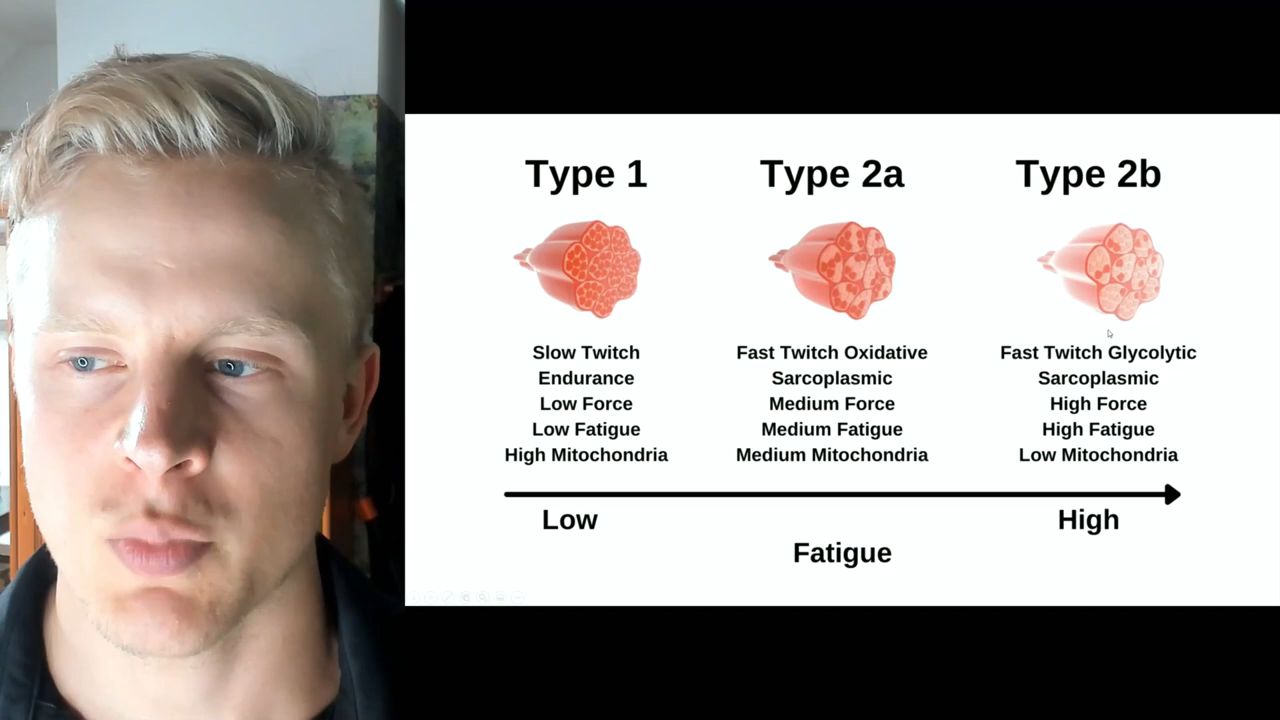 Type 1
Type 2a
Type 2b
Slow Twitch
Endurance
Low Force
Low Fatigue
High Mitochondria
Fast Twitch Oxidative
Sarcoplasmic
Medium Force
Medium Fatigue
Medium Mitochondria
Fast Twitch Glycolytic
Sarcoplasmic
High Force
High Fatigue
Low Mitochondria
Low
High
Fatigue